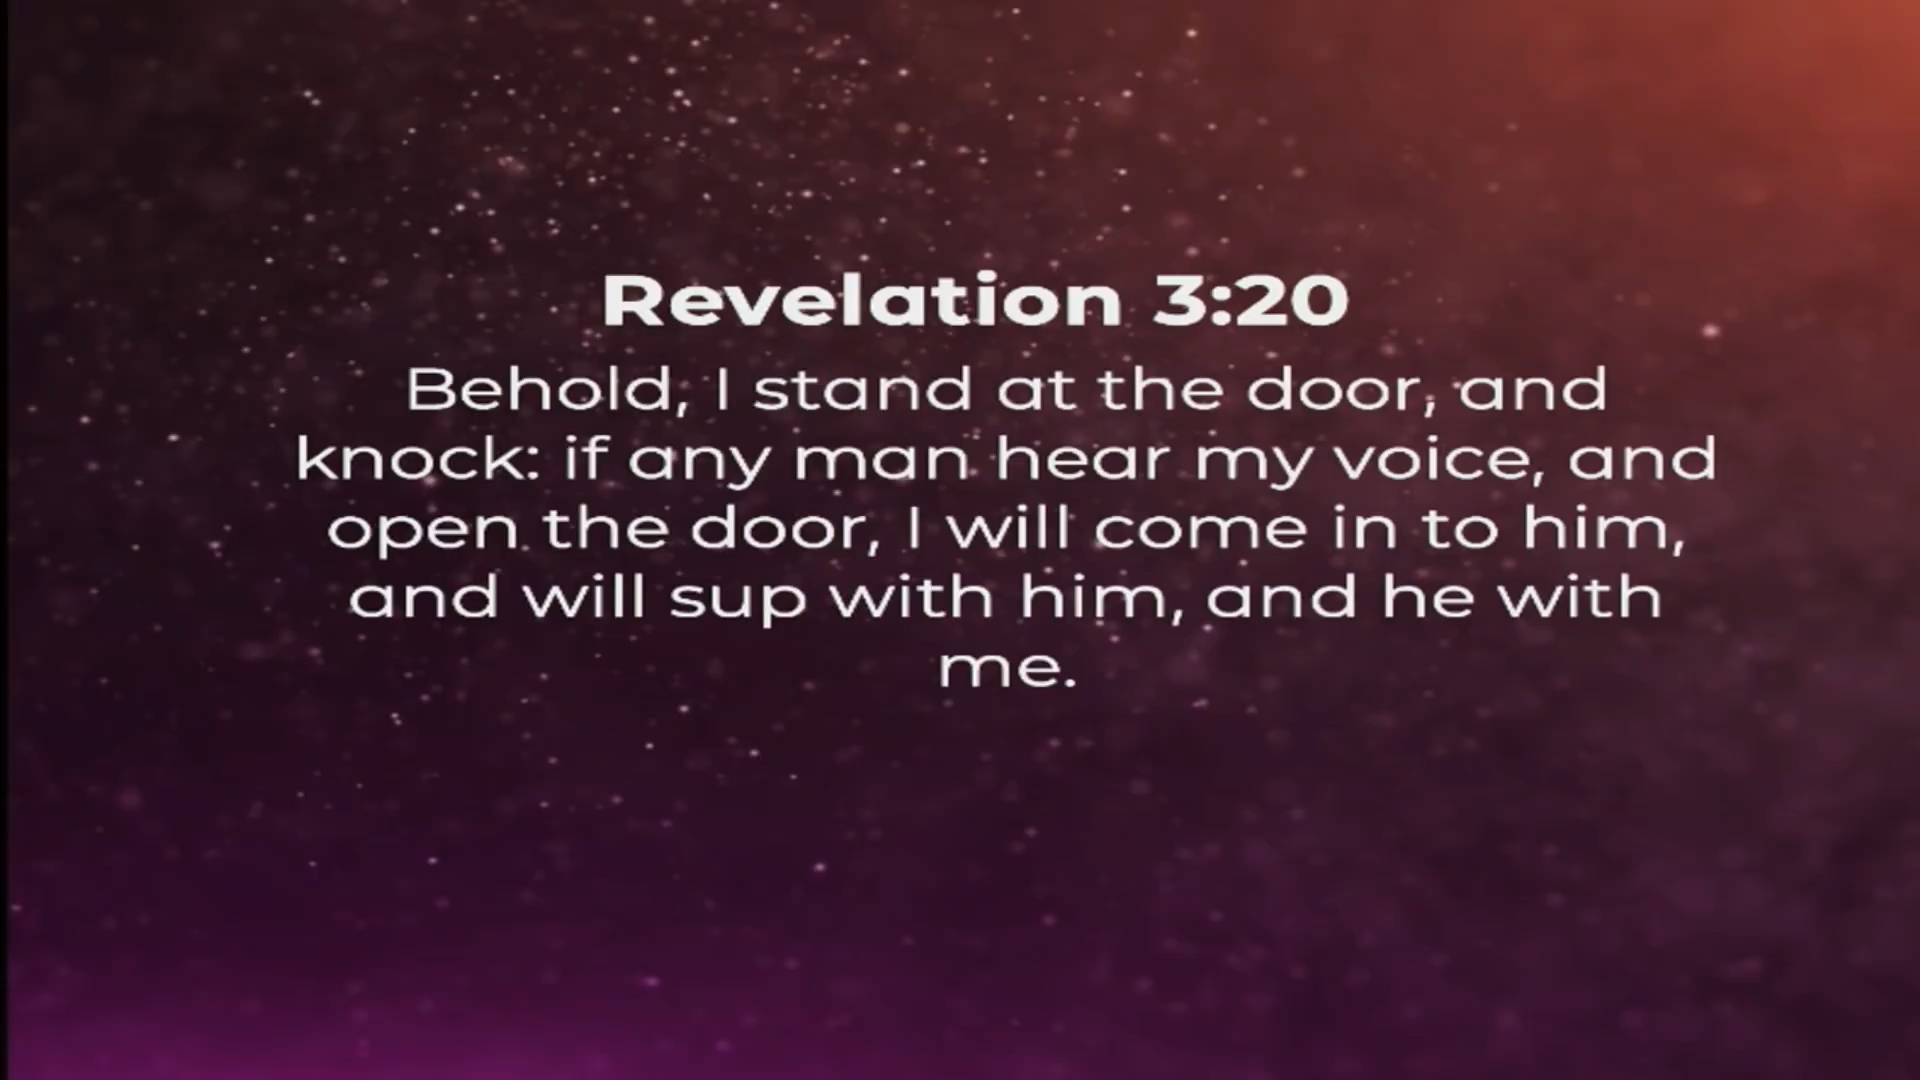 Revelation 3:20
Behold, I stand at the door, and
knock: if any man hear my voice, and
open the door, I will come in to him,
and will sup with him, and he with
me.